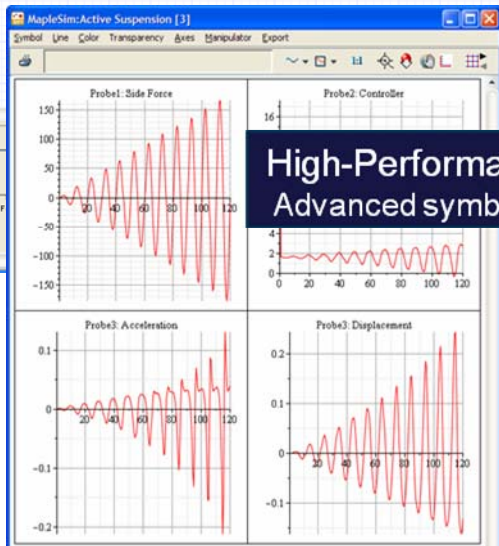 MapleSim:Active Suspension [3]
Symbol Line Color Transparency Axes Manipulator Export
Probe1: Side Force
150
100
50
20 40 60 80 100 120
-50
-100
-150
Probe2: Controller
16
4
2
0
0 20 40 60 80 100 120
High-Performa
Advanced symb
Probe3: Acceleration
0.1
20 40 60 80 100 120
-0.1
-0.2
Probe3: Displacement
0.2
0.1
0
20 40 60 80 100 120
-0.1